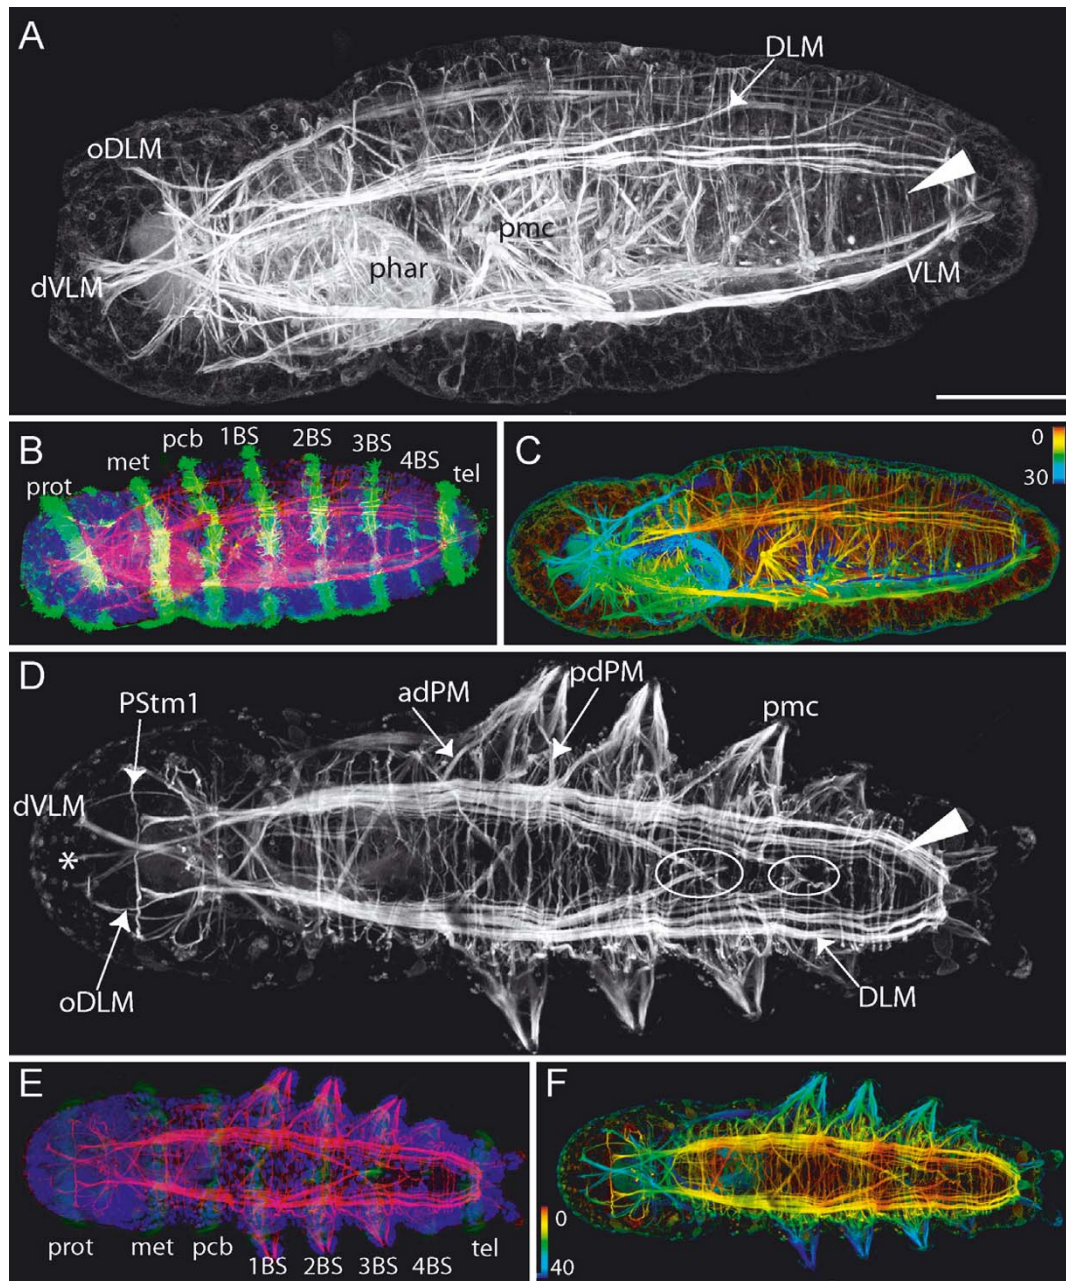 A
DLM
oDLM
pmc
phar
dVLM
VLM
B
prot
met
pcb
1BS
2BS
3BS
4BS
tel
C
0
30
D
PStm1
adPM
pdPM
pmc
dVLM
*
oDLM
DLM
E
prot
met
pcb
1BS
2BS
3BS
4BS
tel
F
0
40